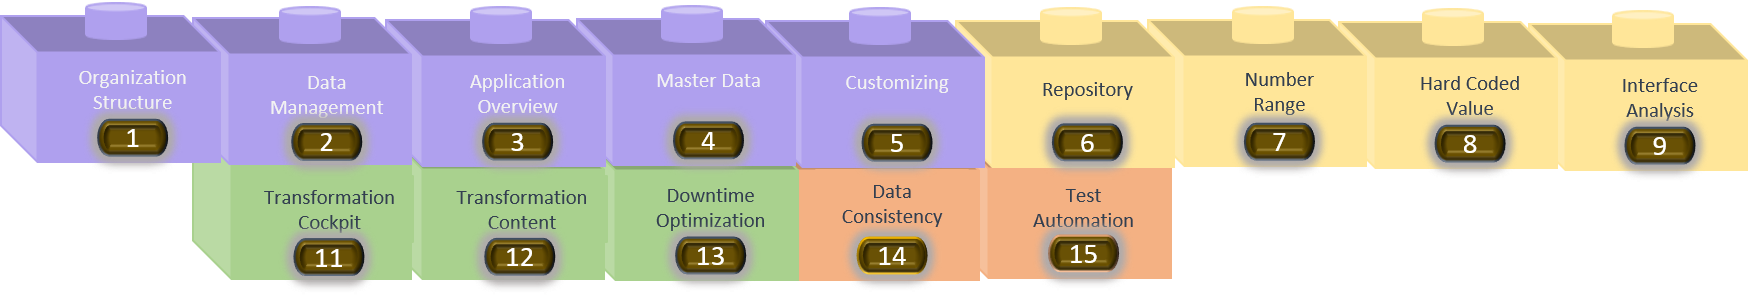 Organization
Structure
1
Data
Management
2
Application
Overview
3
Master Data
4
Customizing
5
Repository
6
Number
Range
7
Hard Coded
Value
8
Interface
Analysis
9
Transformation
Cockpit
11
Transformation
Content
12
Downtime
Optimization
13
Data
Consistency
14
Test
Automation
15